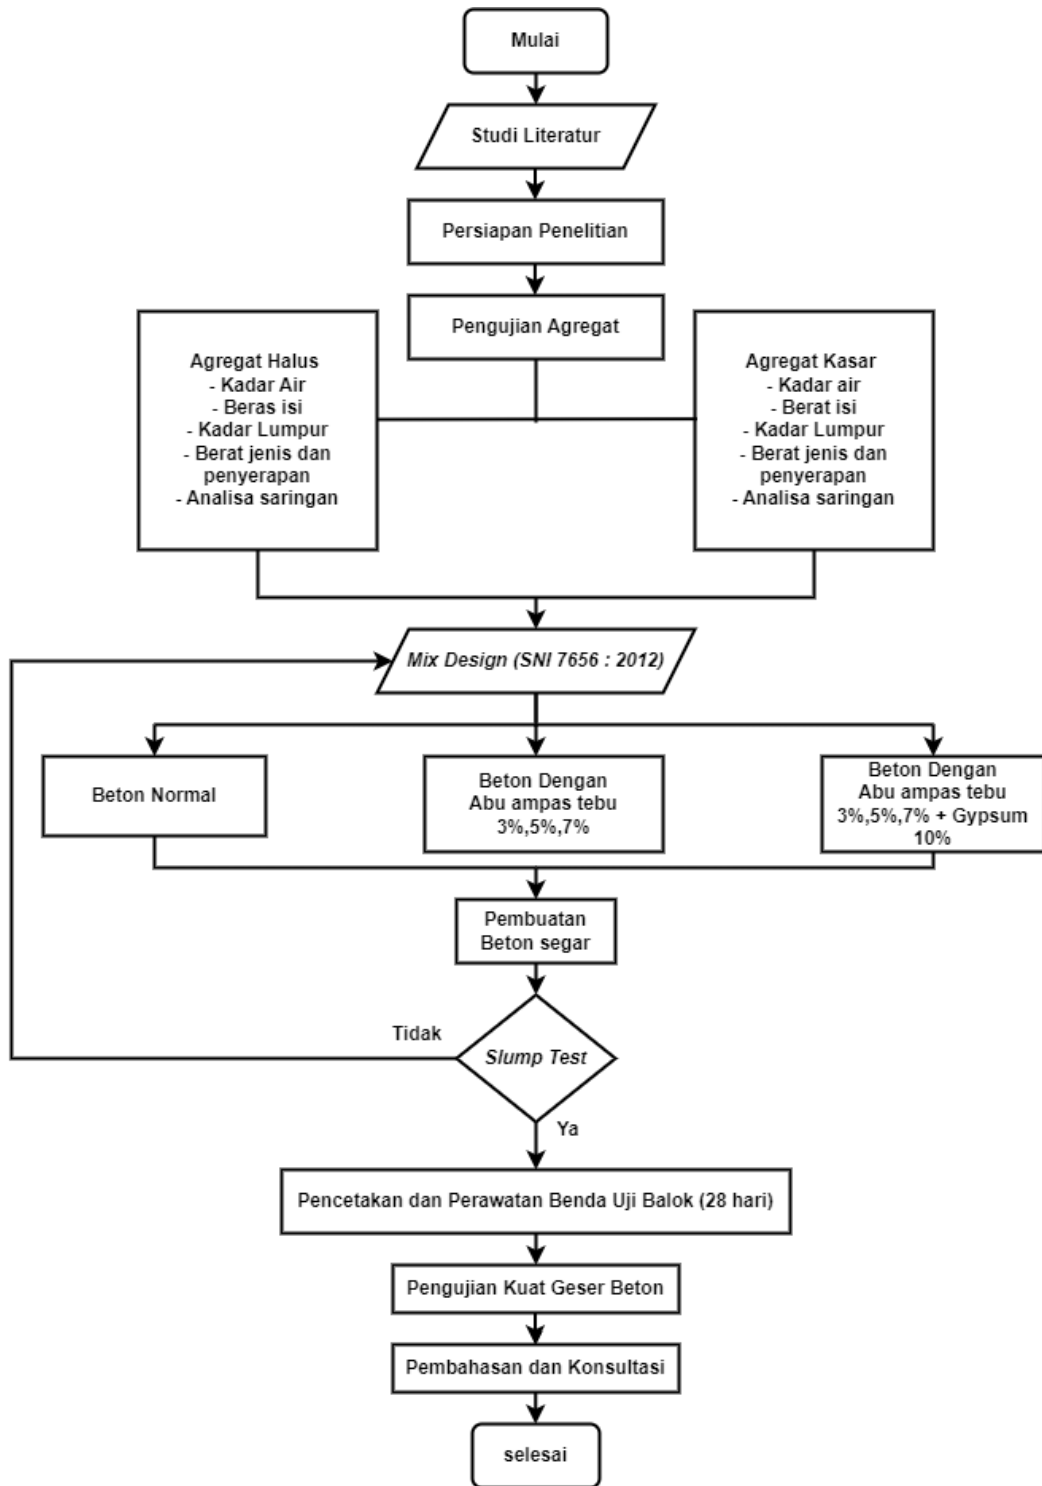 Mulai
Studi Literatur
Persiapan Penelitian
Pengujian Agregat
Agregat Halus
- Kadar Air
- Beras isi
- Kadar Lumpur
- Berat jenis dan
penyerapan
- Analisa saringan
Agregat Kasar
- Kadar air
- Berat isi
- Kadar Lumpur
- Berat jenis dan
penyerapan
- Analisa saringan
Mix Design (SNI 7656 : 2012)
Beton Normal
Beton Dengan
Abu ampas tebu
3%,5%,7%
Beton Dengan
Abu ampas tebu
3%,5%,7% + Gypsum
10%
Pembuatan
Beton segar
Tidak
Slump Test
Ya
Pencetakan dan Perawatan Benda Uji Balok (28 hari)
Pengujian Kuat Geser Beton
Pembahasan dan Konsultasi
selesai